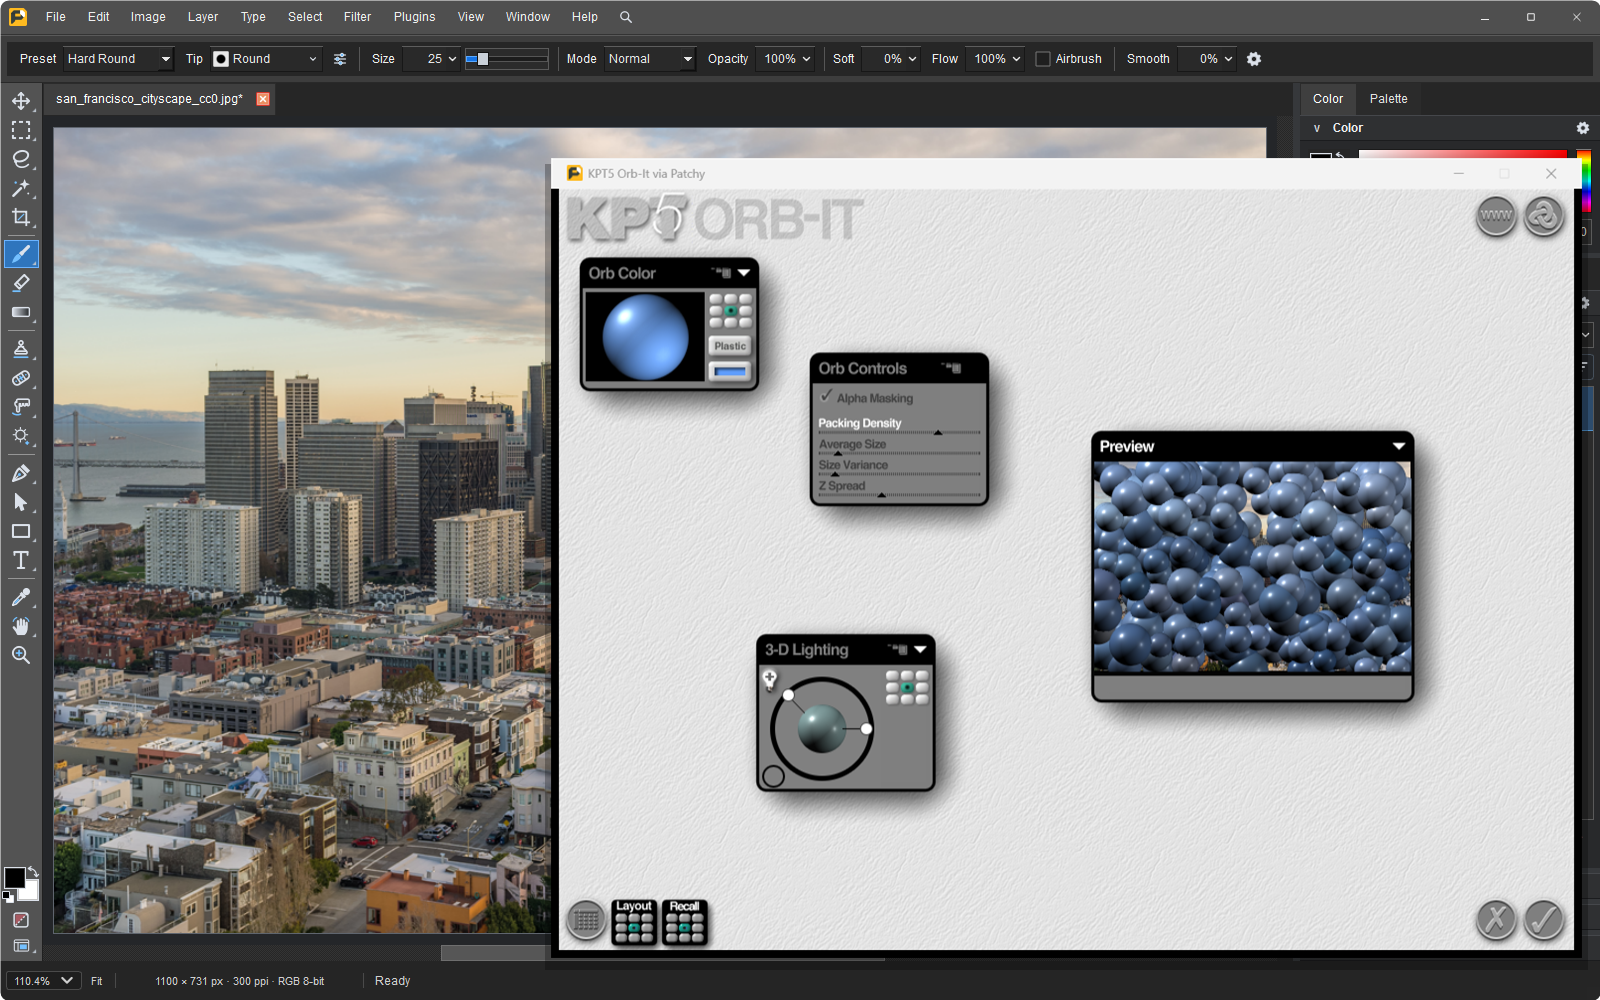 File Edit Image Layer Type Select Filter Plugins View Window Help
Preset Hard Round Tip Round Size 25 Mode Normal Opacity 100% Soft 0% Flow 100% Airbrush Smooth 0%
san_francisco_cityscape_cc0.jpg*
Color Palette
Color
KPT5 Orb-It via Patchy
KPT5 ORB-IT
WWW
Orb Color
Plastic
Orb Controls
Alpha Masking
Packing Density
Average Size
Size Variance
Z Spread
Preview
3-D Lighting
Layout Recall
110.4% Fit 1100 × 731 px · 300 ppi · RGB 8-bit Ready